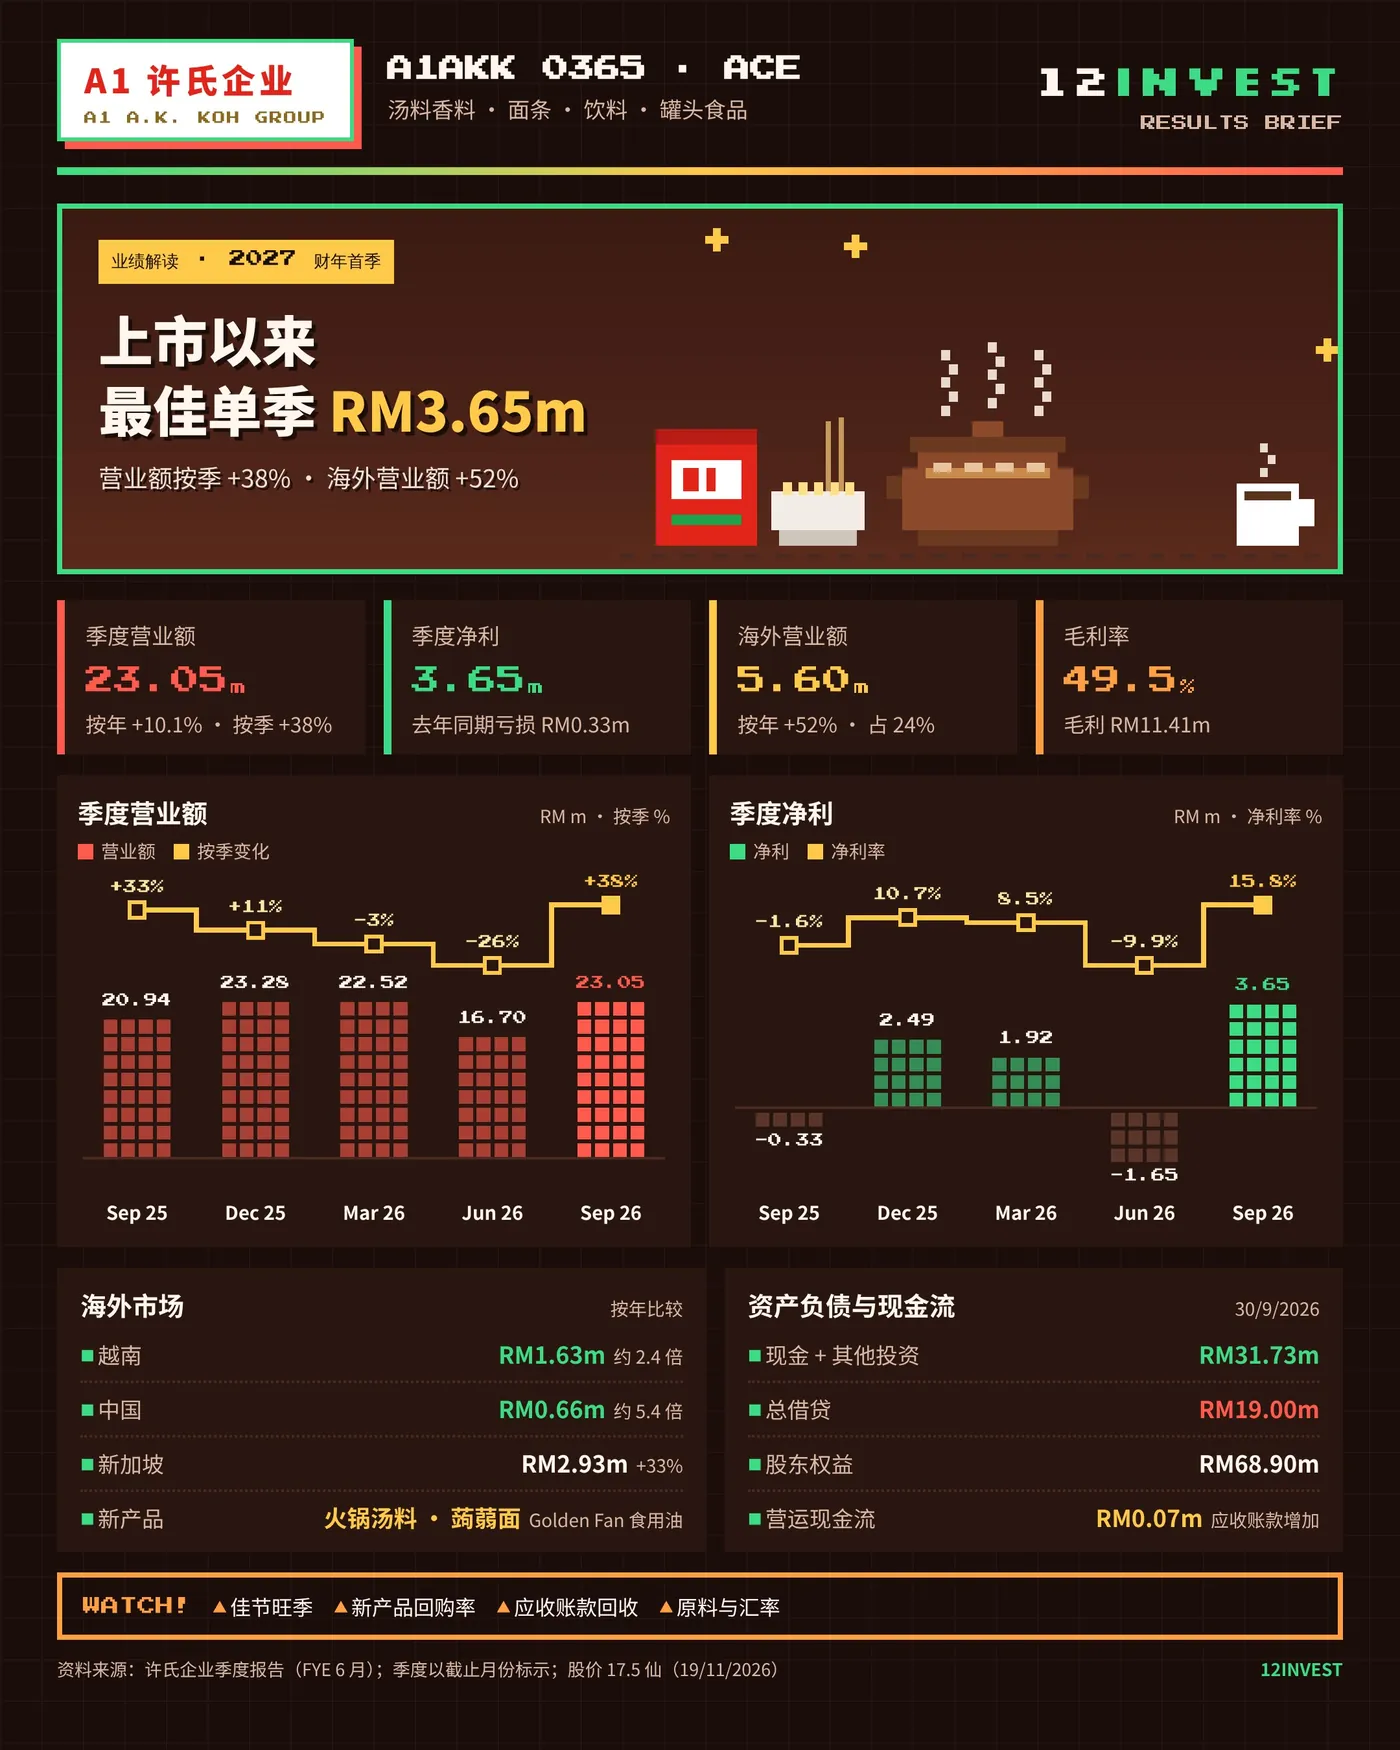 A1 许氏企业
A1 A.K. KOH GROUP
A1AKK 0365 · ACE
汤料香料 · 面条 · 饮料 · 罐头食品
12INVEST
RESULTS BRIEF
业绩解读 · 2027 财年首季
上市以来
最佳单季 RM3.65m
营业额按季 +38% · 海外营业额 +52%
季度营业额
23.05m
按年 +10.1% · 按季 +38%
季度净利
3.65m
去年同期亏损 RM0.33m
海外营业额
5.60m
按年 +52% · 占 24%
毛利率
49.5%
毛利 RM11.41m
季度营业额 RM m · 按季 %
营业额 按季变化
+33% +11% -3% -26% +38%
20.94 23.28 22.52 16.70 23.05
Sep 25 Dec 25 Mar 26 Jun 26 Sep 26
季度净利 RM m · 净利率 %
净利 净利率
-1.6% 10.7% 8.5% -9.9% 15.8%
-0.33 2.49 1.92 -1.65 3.65
Sep 25 Dec 25 Mar 26 Jun 26 Sep 26
海外市场 按年比较
越南 RM1.63m 约 2.4 倍
中国 RM0.66m 约 5.4 倍
新加坡 RM2.93m +33%
新产品 火锅汤料 · 蒟蒻面 Golden Fan 食用油
资产负债与现金流 30/9/2026
现金 + 其他投资 RM31.73m
总借贷 RM19.00m
股东权益 RM68.90m
营运现金流 RM0.07m 应收账款增加
WATCH! ▲佳节旺季 ▲新产品回购率 ▲应收账款回收 ▲原料与汇率
资料来源：许氏企业季度报告（FYE 6 月）；季度以截止月份标示；股价 17.5 仙（19/11/2026）
12INVEST